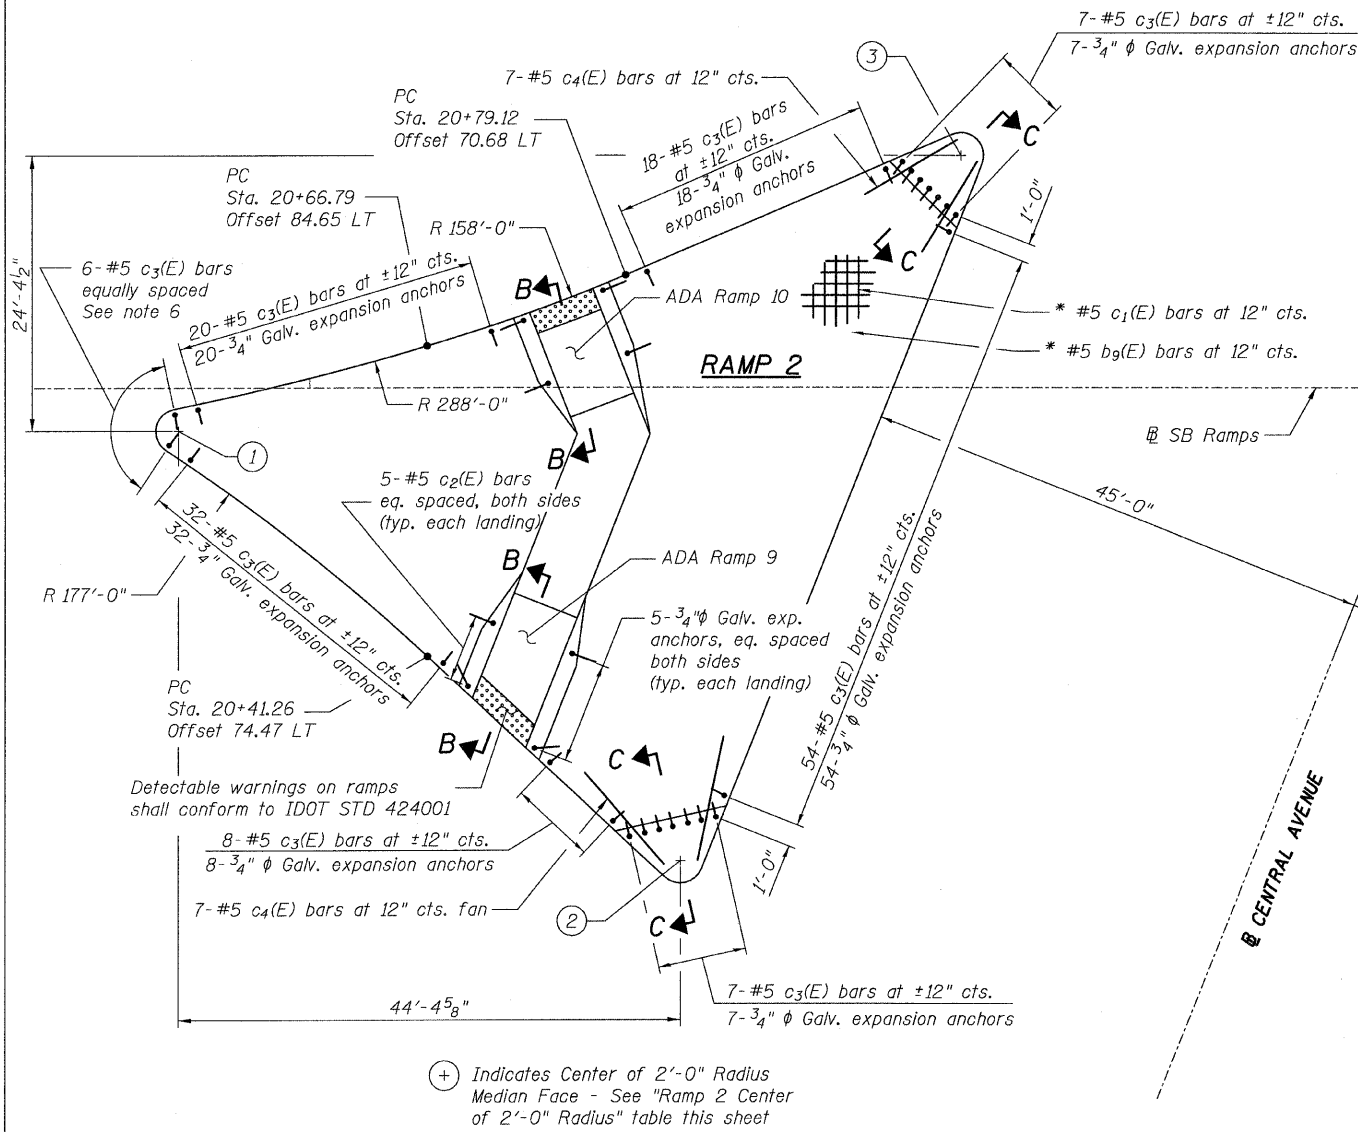 7-#5 c3(E) bars at ±12" cts.
7-3/4" ϕ Galv. expansion anchors
3
7-#5 c4(E) bars at 12" cts.
PC
Sta. 20+79.12
Offset 70.68 LT
18-#5 c3(E) bars
at ±12" cts.
18-3/4" ϕ Galv.
expansion anchors
C
PC
Sta. 20+66.79
Offset 84.65 LT
R 158'-0"
1'-0"
24'-4½"
6-#5 c3(E) bars
equally spaced
See note 6
20-#5 c3(E) bars at ±12" cts.
20-3/4" Galv. expansion anchors
B
C
ADA Ramp 10
* #5 c1(E) bars at 12" cts.
* #5 b9(E) bars at 12" cts.
RAMP 2
R 288'-0"
℄ SB Ramps
1
B
5-#5 c2(E) bars
eq. spaced, both sides
(typ. each landing)
45'-0"
32-#5 c3(E) bars at ±12" cts.
32-3/4" Galv. expansion anchors
B
ADA Ramp 9
R 177'-0"
5-3/4"ϕ Galv. exp.
anchors, eq. spaced
both sides
(typ. each landing)
54-#5 c3(E) bars at ±12" cts.
54-3/4" ϕ Galv. expansion anchors
PC
Sta. 20+41.26
Offset 74.47 LT
B
C
Detectable warnings on ramps
shall conform to IDOT STD 424001
8-#5 c3(E) bars at ±12" cts.
8-3/4" ϕ Galv. expansion anchors
1'-0"
7-#5 c4(E) bars at 12" cts. fan
2
C
℄ CENTRAL AVENUE
7-#5 c3(E) bars at ±12" cts.
7-3/4" ϕ Galv. expansion anchors
44'-4⅝"
+ Indicates Center of 2'-0" Radius
Median Face - See "Ramp 2 Center
of 2'-0" Radius" table this sheet